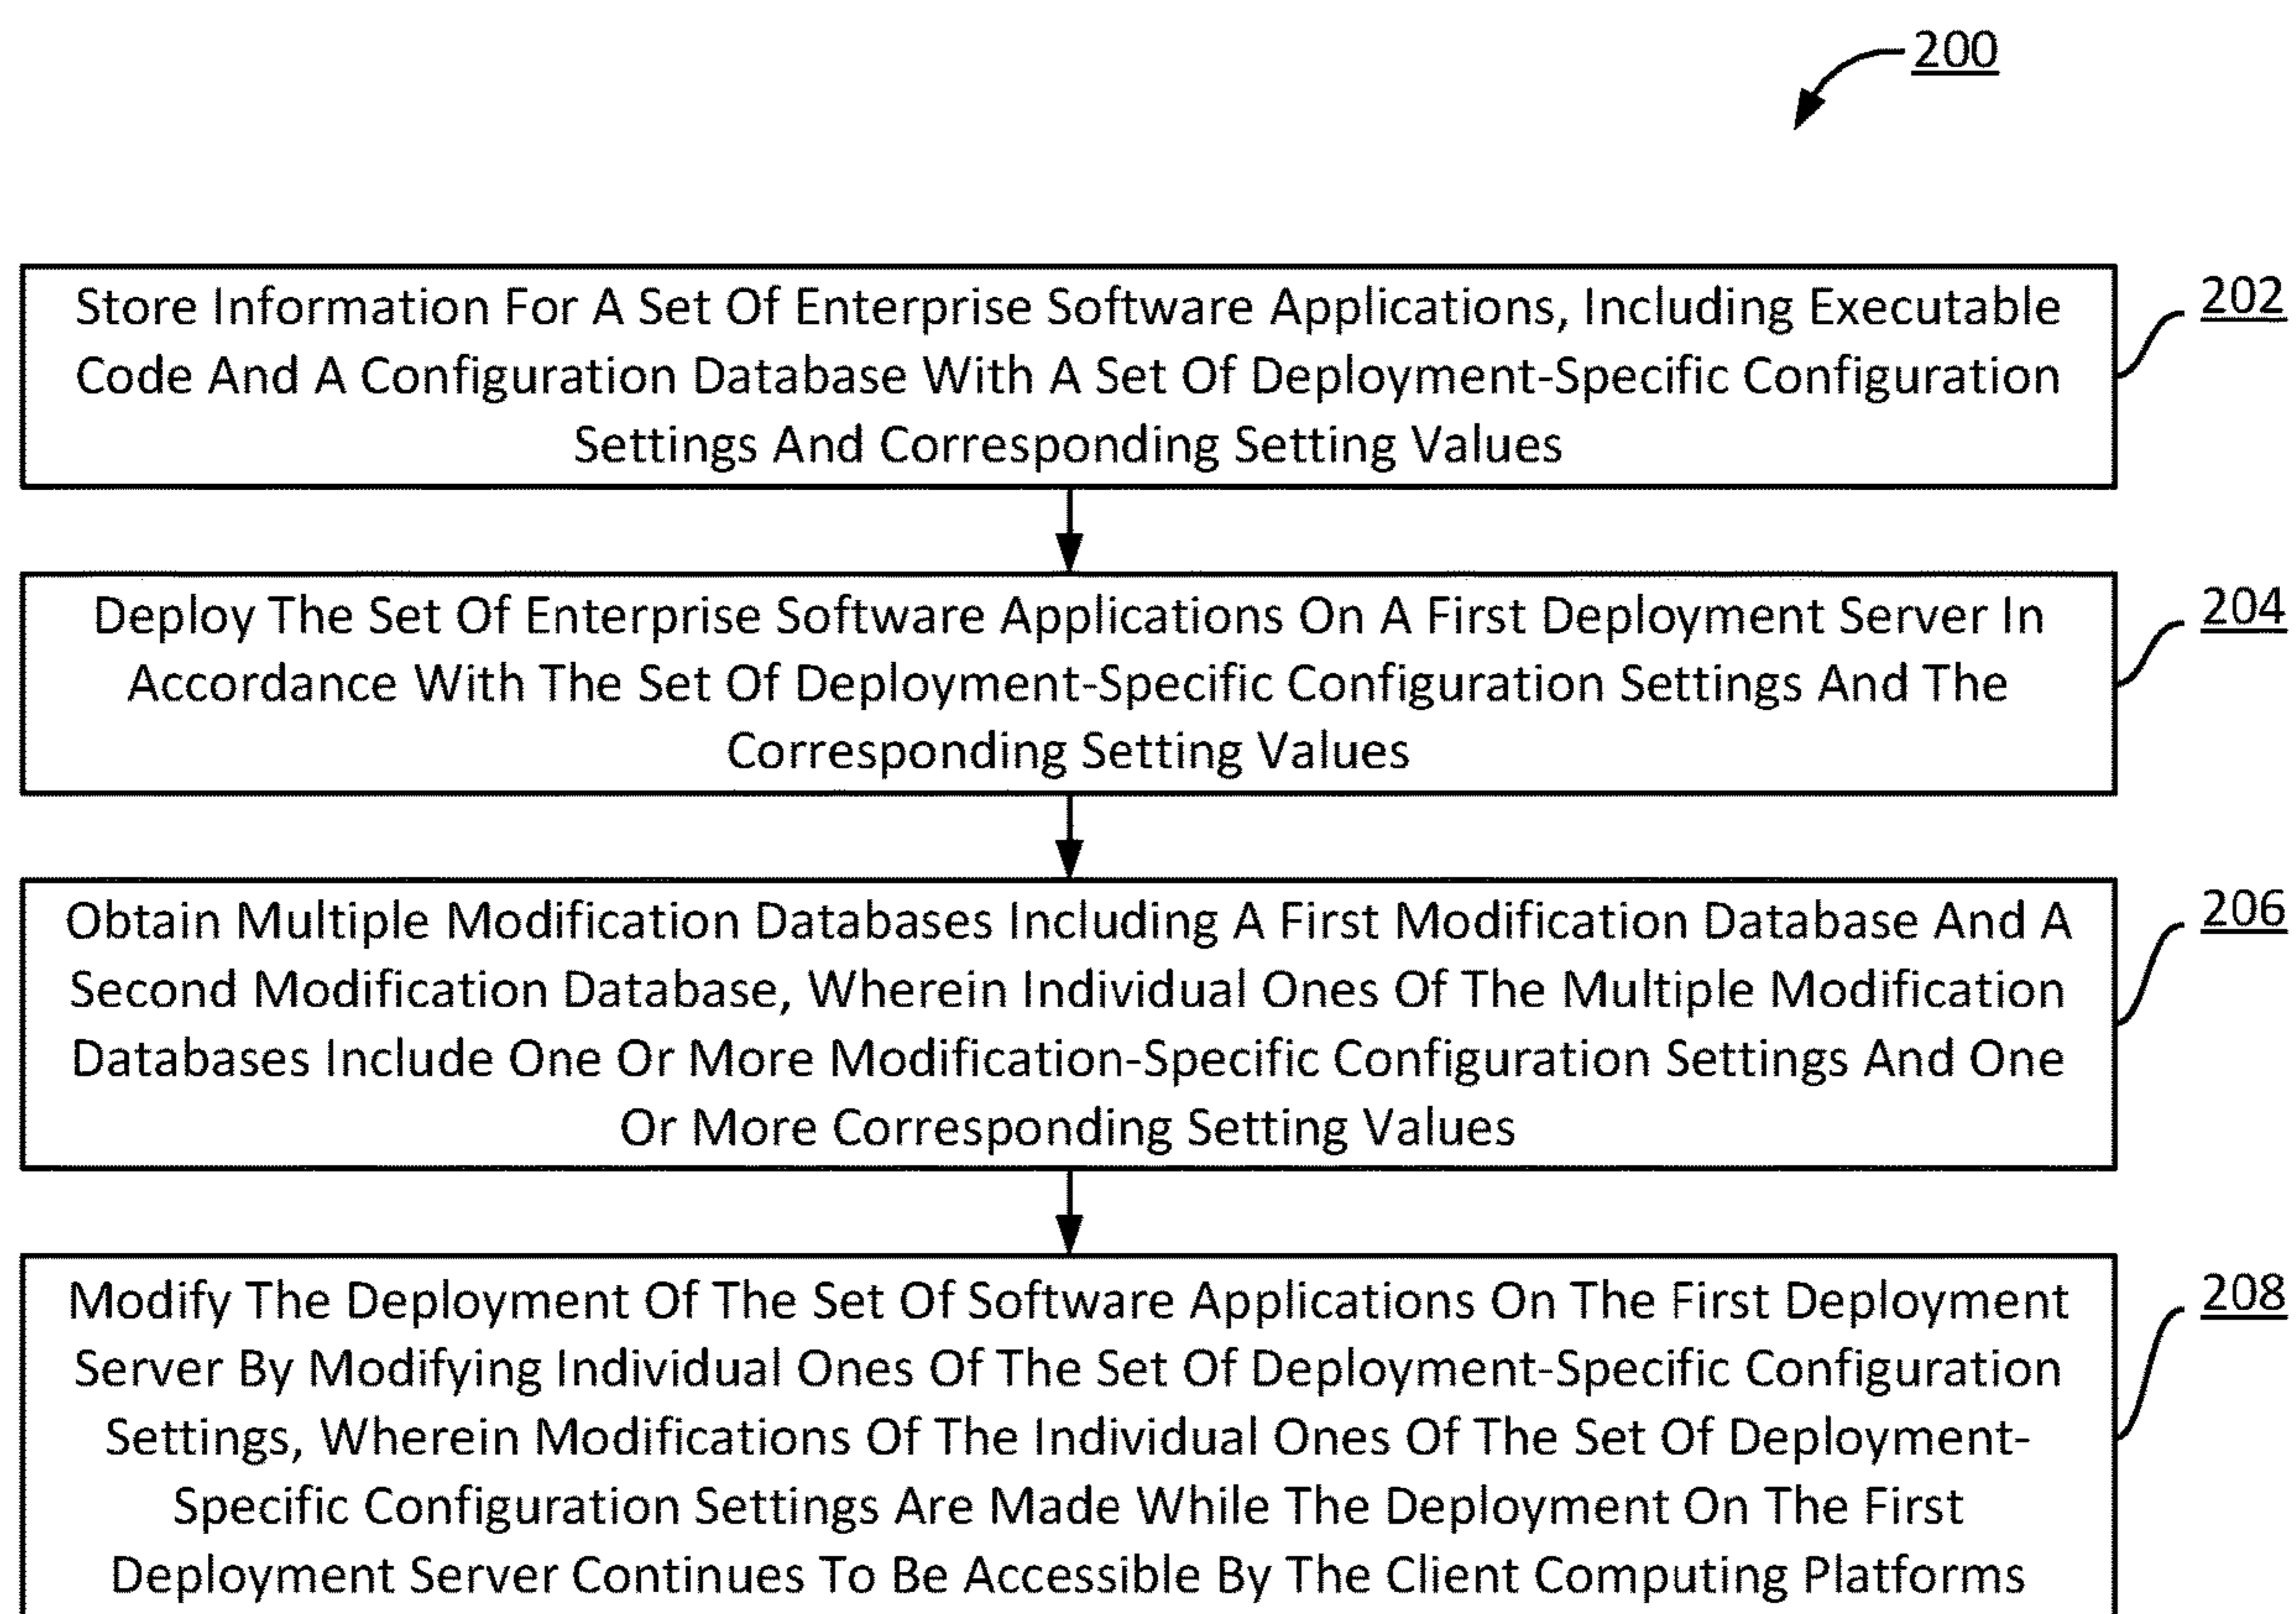 200
Store Information For A Set Of Enterprise Software Applications, Including Executable
Code And A Configuration Database With A Set Of Deployment-Specific Configuration
Settings And Corresponding Setting Values
202
Deploy The Set Of Enterprise Software Applications On A First Deployment Server In
Accordance With The Set Of Deployment-Specific Configuration Settings And The
Corresponding Setting Values
204
Obtain Multiple Modification Databases Including A First Modification Database And A
Second Modification Database, Wherein Individual Ones Of The Multiple Modification
Databases Include One Or More Modification-Specific Configuration Settings And One
Or More Corresponding Setting Values
206
Modify The Deployment Of The Set Of Software Applications On The First Deployment
Server By Modifying Individual Ones Of The Set Of Deployment-Specific Configuration
Settings, Wherein Modifications Of The Individual Ones Of The Set Of Deployment-
Specific Configuration Settings Are Made While The Deployment On The First
Deployment Server Continues To Be Accessible By The Client Computing Platforms
208